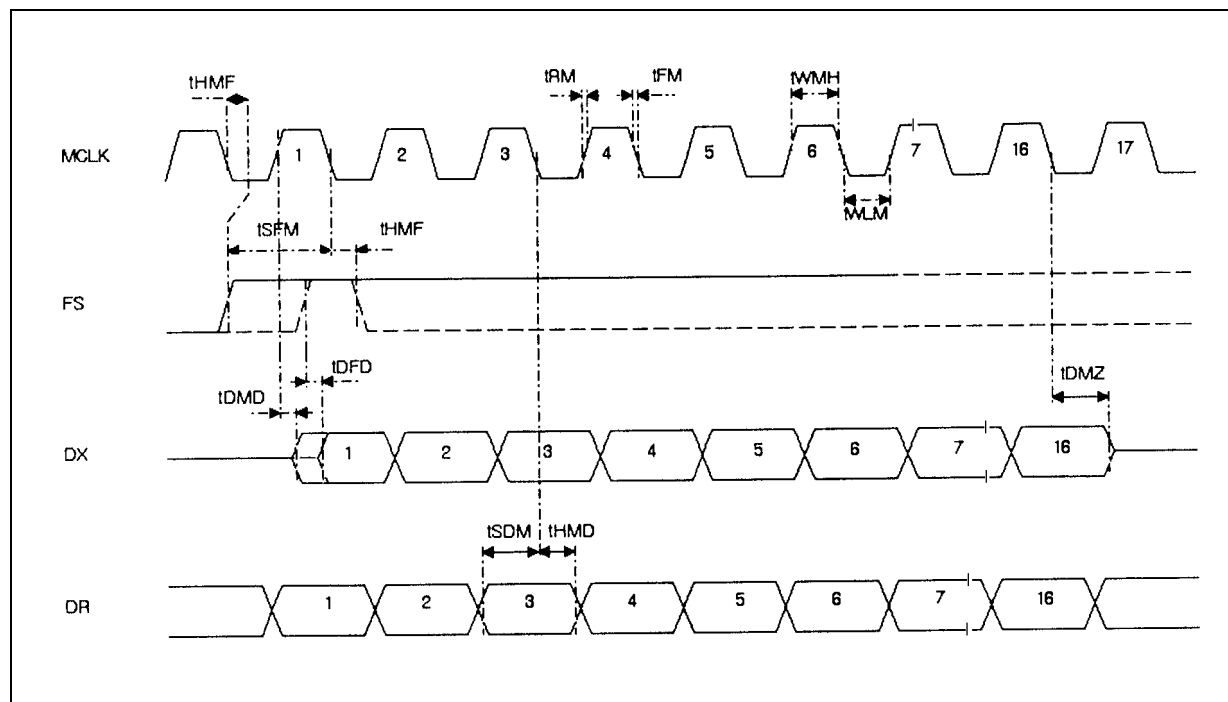 tHMF tRM tFM tWMH
MCLK 1 2 3 4 5 6 7 16 17
tWLM
tSFM tHMF
FS
tDFD
tDMD tDMZ
DX 1 2 3 4 5 6 7 16
tSDM tHMD
DR 1 2 3 4 5 6 7 16